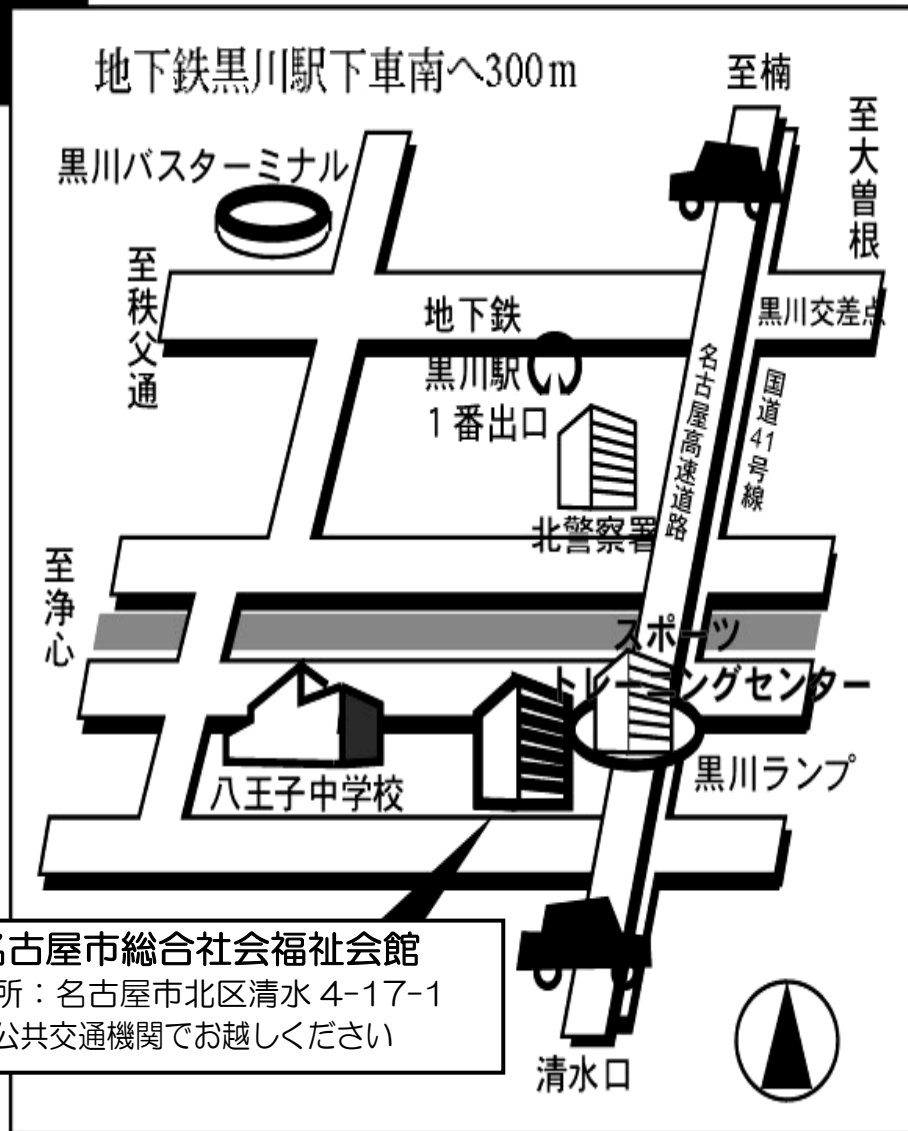 地下鉄黒川駅下車南へ300m
至楠
至大曽根
黒川バスターミナル
至秩父通
地下鉄
黒川駅
1番出口
黒川交差点
名古屋高速道路
国道41号線
北警察署
至浄心
スポーツ
トレーニングセンター
黒川ランプ
八王子中学校
名古屋市総合社会福祉会館
所：名古屋市北区清水 4-17-1
公共交通機関でお越しください
清水口